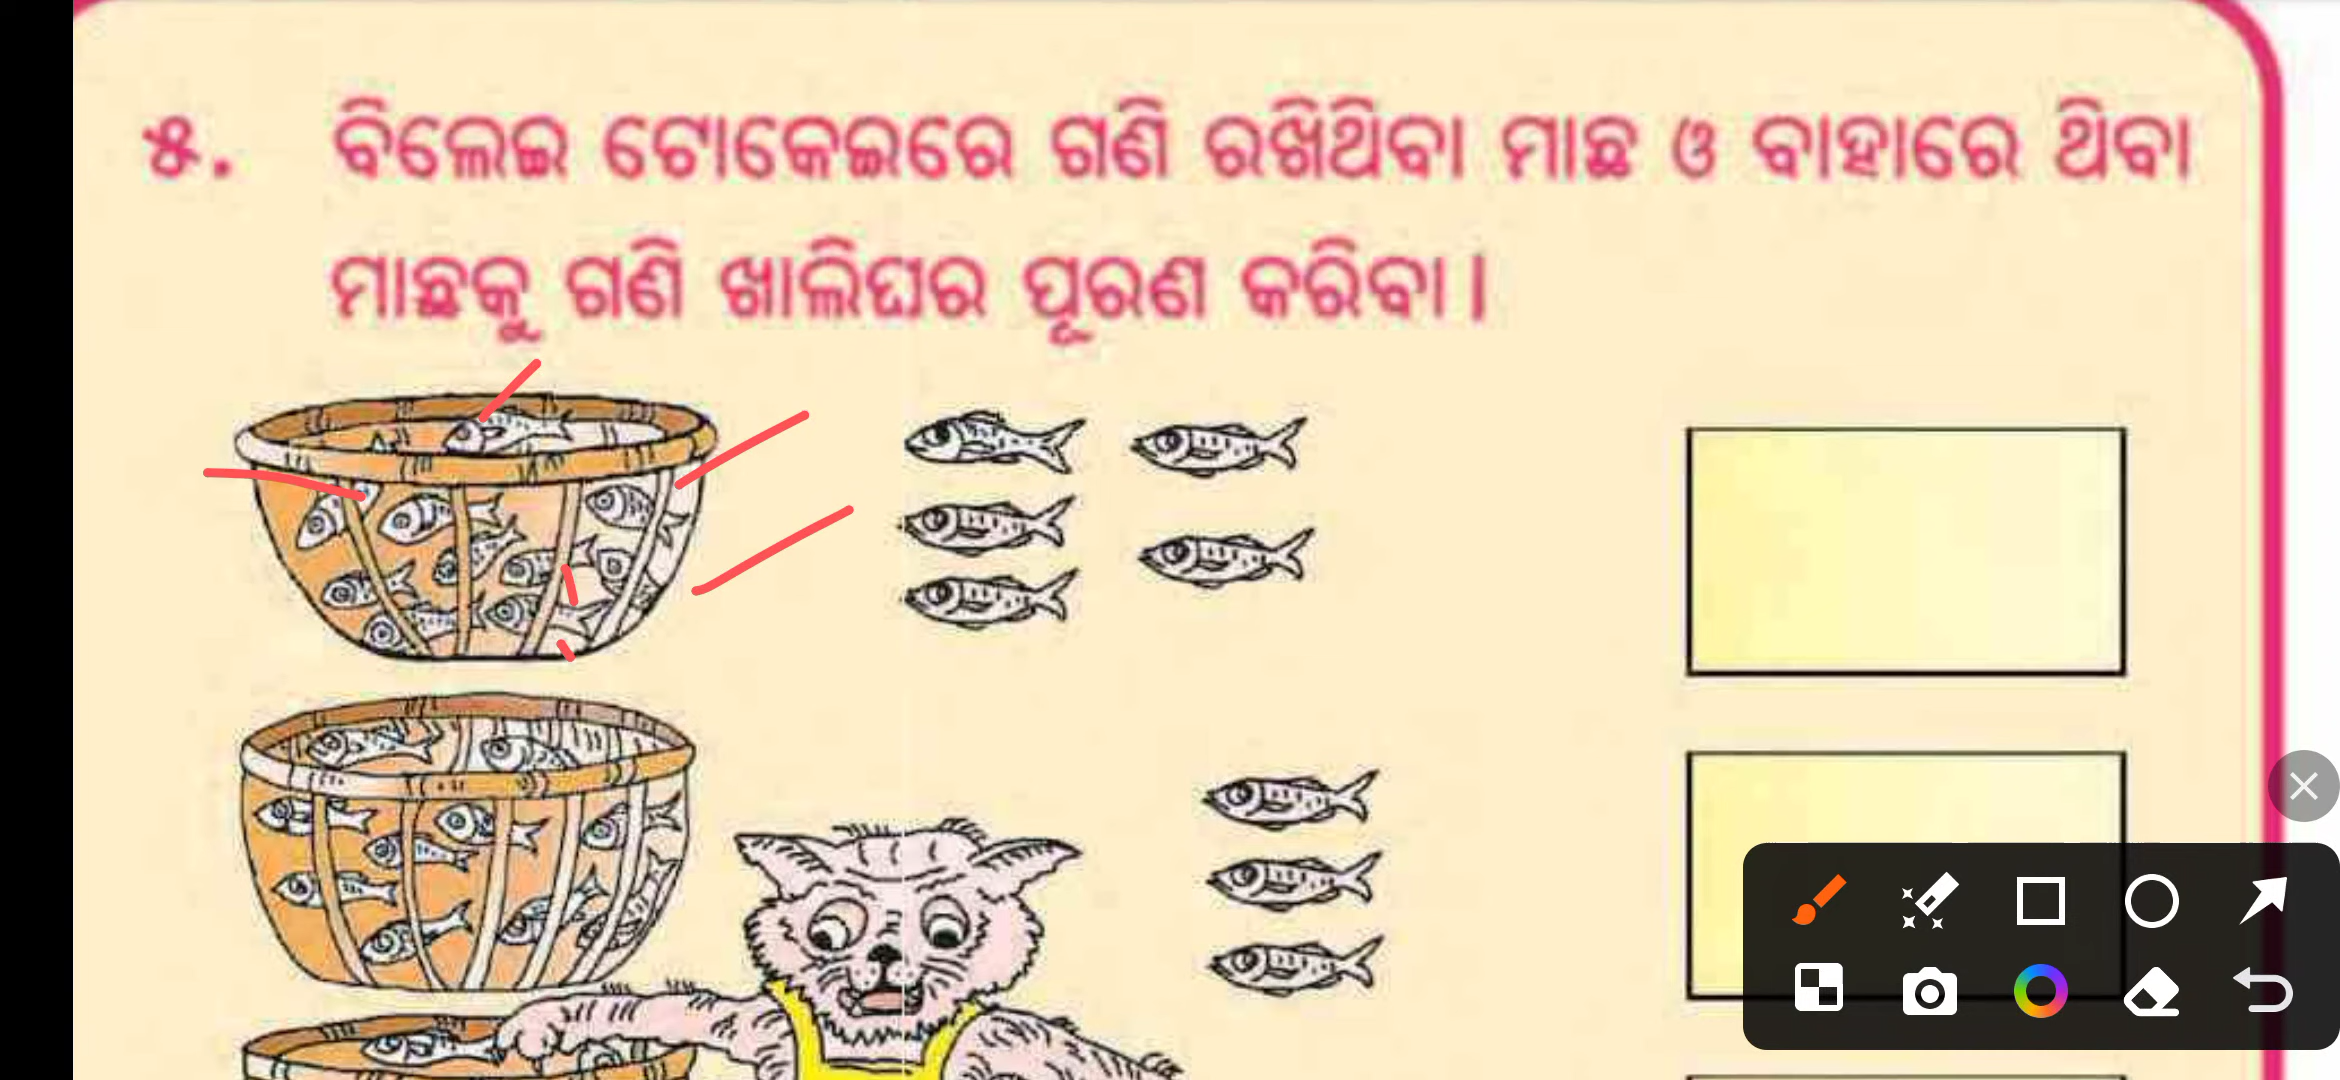 ୫. ବିଲେଇ ଟୋକେଇରେ ଗଣି ରଖିଥିବା ମାଛ ଓ ବାହାରେ ଥିବା
ମାଛକୁ ଗଣି ଖାଲିଘର ପୂରଣ କରିବା।